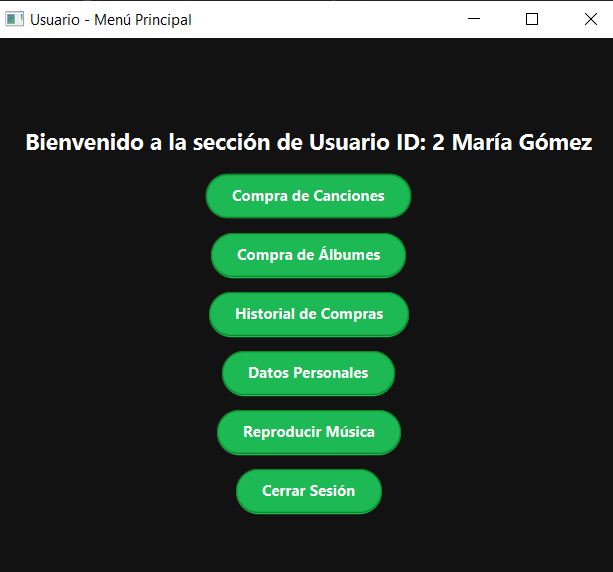 Usuario - Menú Principal
Bienvenido a la sección de Usuario ID: 2 María Gómez
Compra de Canciones
Compra de Álbumes
Historial de Compras
Datos Personales
Reproducir Música
Cerrar Sesión